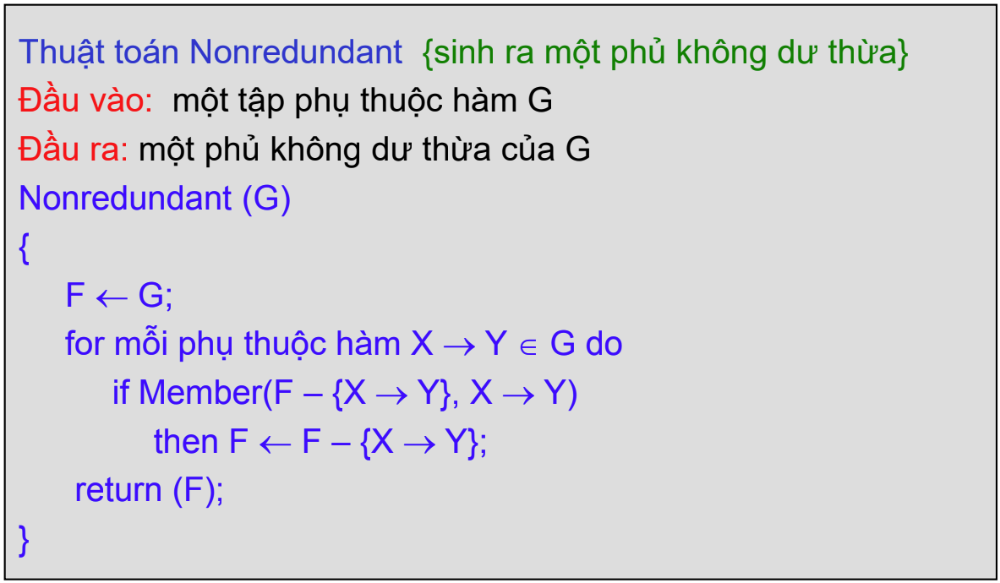 Thuật toán Nonredundant {sinh ra một phủ không dư thừa}
Đầu vào: một tập phụ thuộc hàm G
Đầu ra: một phủ không dư thừa của G
Nonredundant (G)
{
F ← G;
for mỗi phụ thuộc hàm X → Y ∈ G do
if Member(F – {X → Y}, X → Y)
then F ← F – {X → Y};
return (F);
}